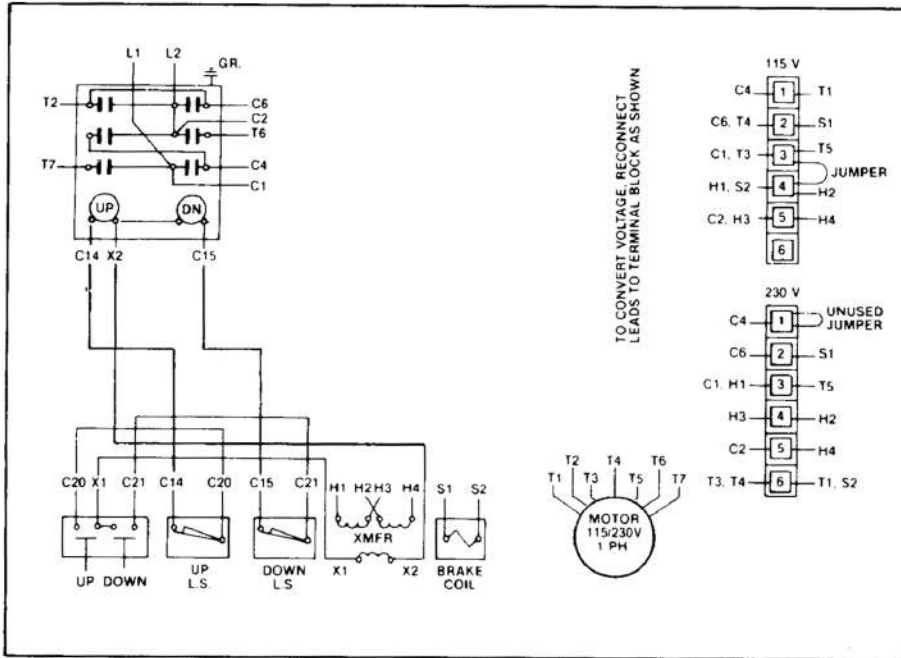 L1 L2 GR.
T2 C6
C2
T6
T7 C4
C1
UP DN
C14 X2 C15
C20 X1 C21 C14 C20 C15 C21 H1 H2 H3 H4 S1 S2
UP DOWN
UP
L.S.
DOWN
L.S
XMFR
X1 X2
BRAKE
COIL
TO CONVERT VOLTAGE, RECONNECT
LEADS TO TERMINAL BLOCK AS SHOWN
T1 T2 T3 T4 T5 T6 T7
MOTOR
115/230V
1 PH
115 V
C4 1 T1
C6, T4 2 S1
C1, T3 3 T5
JUMPER
H1, S2 4 H2
C2, H3 5 H4
6
230 V
C4 1 UNUSED
JUMPER
C6 2 S1
C1, H1 3 T5
H3 4 H2
C2 5 H4
T3, T4 6 T1, S2